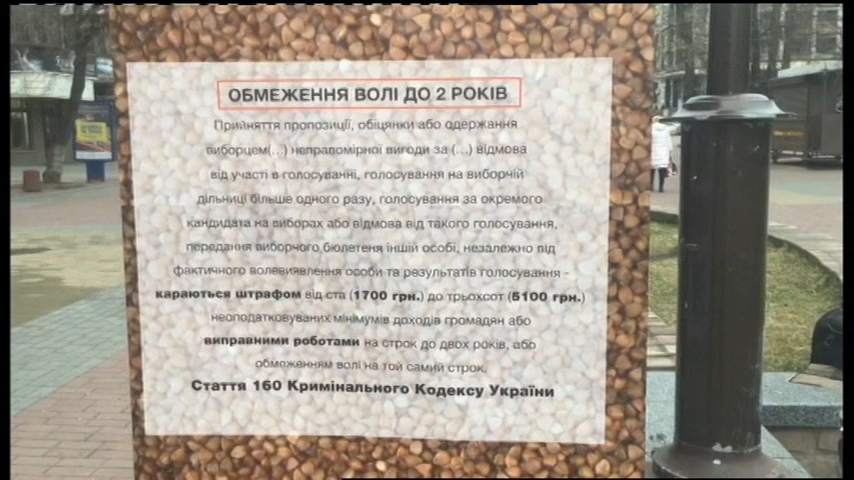 ОБМЕЖЕННЯ ВОЛІ ДО 2 РОКІВ
Прийняття пропозиції, обіцянки або одержання
виборцем(...) неправомірної вигоди за (...) відмова
від участі в голосуванні, голосування на виборчій
дільниці більше одного разу, голосування за окремого
кандидата на виборах або відмова від такого голосування,
передання виборчого бюлетеня іншій особі, незалежно під
фактичного волевиявлення особи та результатів голосування -
караються штрафом від ста (1700 грн.) до трьохсот (5100 грн.)
неоподатковуваних мінімумів доходів громадян або
виправними роботами на строк до двох років, або
обмеженням волі на той самий строк.
Стаття 160 Кримінального Кодексу України